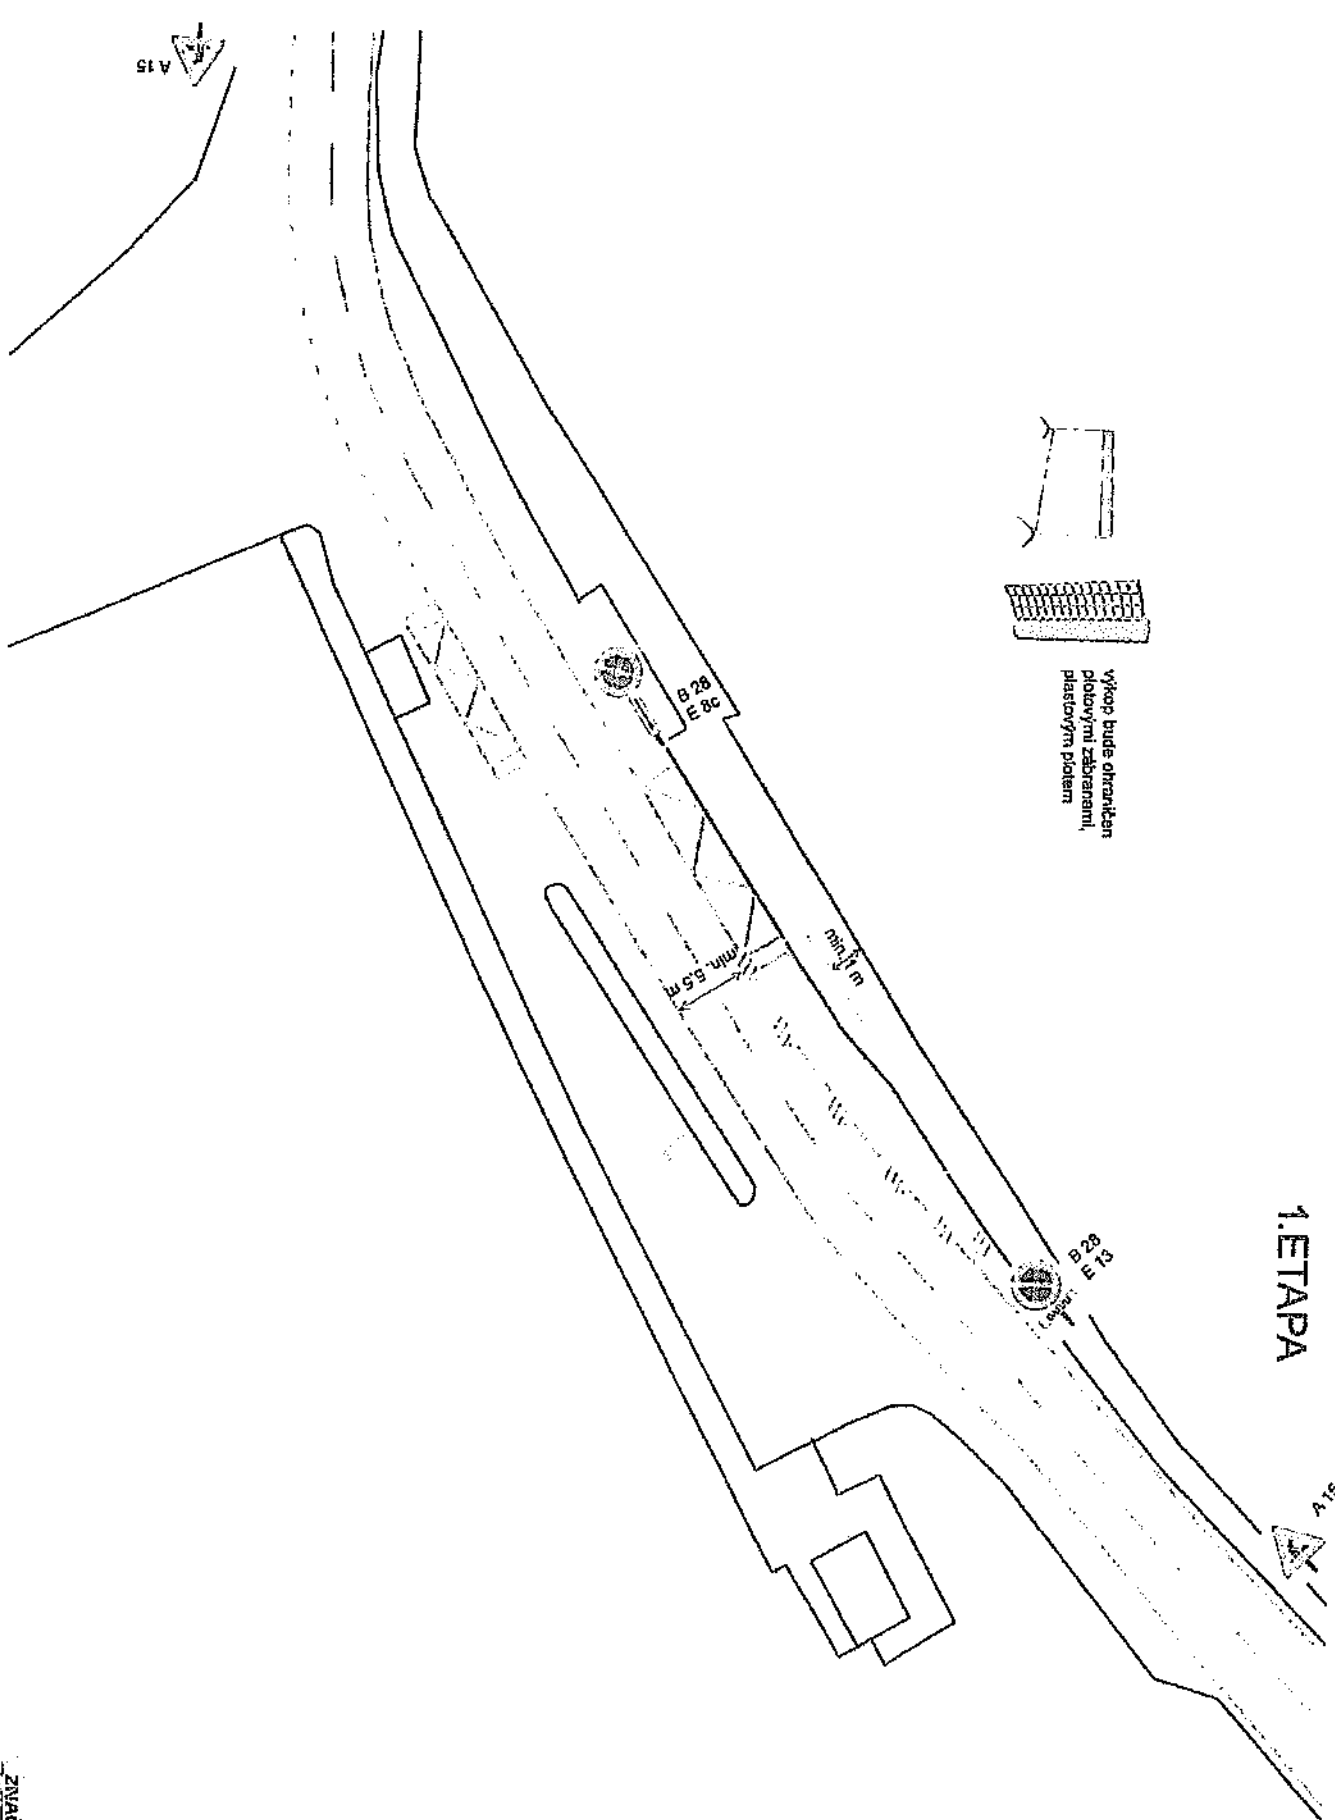 1.ETAPA
výkop bude ohraničen
plotovými zábranami,
plastovým plotem
A 15
B 28
E 8c
min. 1 m
min. 5,5 m
B 28
E 13